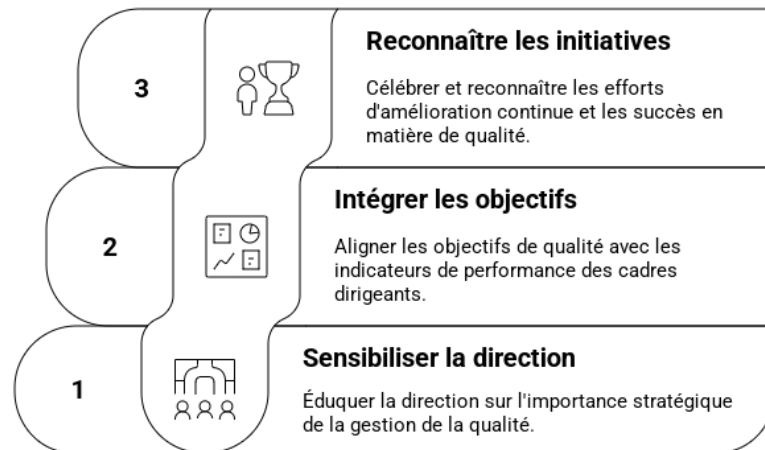 3
Reconnaître les initiatives
Célébrer et reconnaître les efforts
d'amélioration continue et les succès en
matière de qualité.
2
Intégrer les objectifs
Aligner les objectifs de qualité avec les
indicateurs de performance des cadres
dirigeants.
1
Sensibiliser la direction
Éduquer la direction sur l'importance stratégique
de la gestion de la qualité.